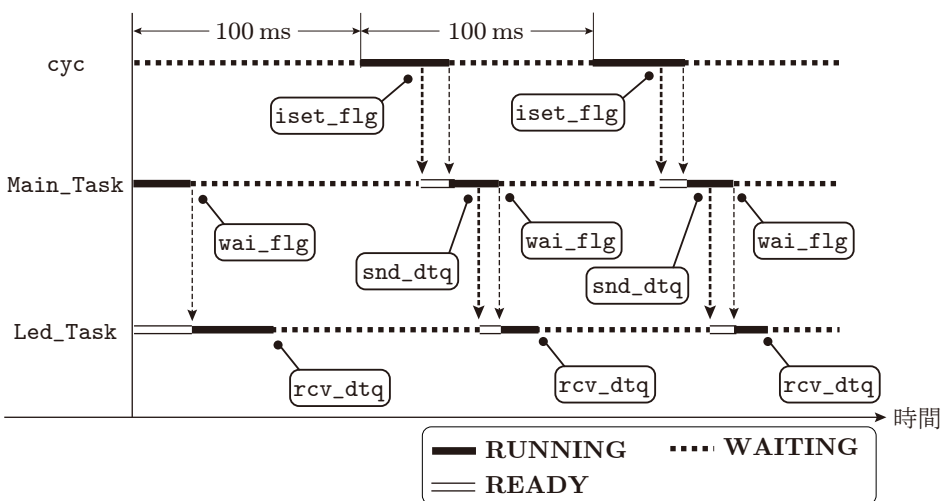 100 ms 100 ms
cyc
iset_flg iset_flg
Main_Task
wai_flg wai_flg wai_flg
snd_dtq snd_dtq
Led_Task
rcv_dtq rcv_dtq rcv_dtq
時間
RUNNING WAITING
READY